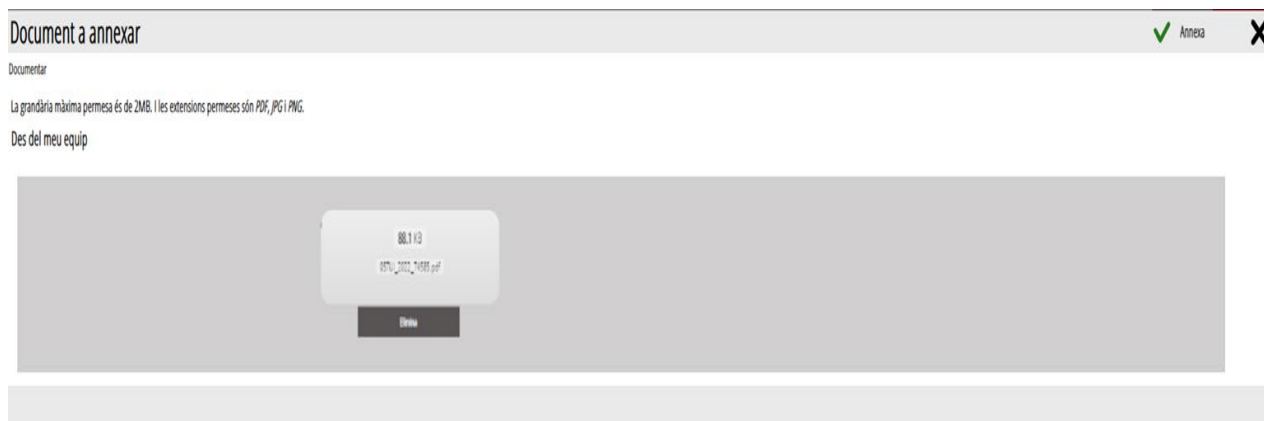 Document a annexar
Annexa
Documentar
La grandària màxima permesa és de 2MB. I les extensions permeses són PDF, JPG i PNG.
Des del meu equip
88.1 KB
Elimina